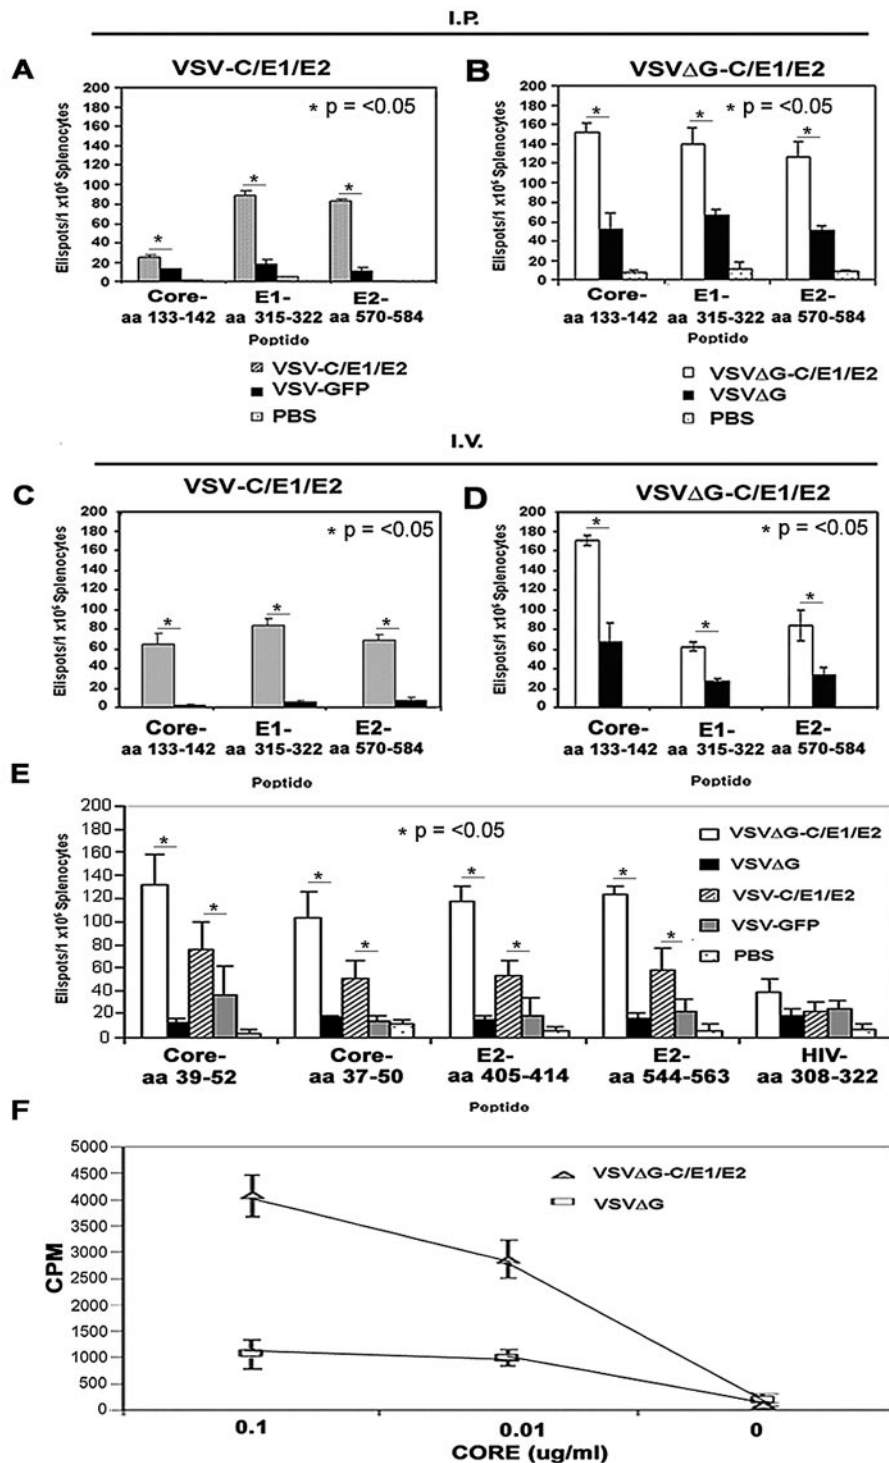 I.P.
A
VSV-C/E1/E2
* p = <0.05
Elispots/1 x10⁶ Splenocytes
200
180
160
140
120
100
80
60
40
20
0
* * *
Core- E1- E2-
aa 133-142 aa 315-322 aa 570-584
Peptide
VSV-C/E1/E2
VSV-GFP
PBS
B
VSVΔG-C/E1/E2
* p = <0.05
Elispots/1 x10⁶ Splenocytes
200
180
160
140
120
100
80
60
40
20
0
* * *
Core- E1- E2-
aa 133-142 aa 315-322 aa 570-584
Peptide
VSVΔG-C/E1/E2
VSVΔG
PBS
I.V.
C
VSV-C/E1/E2
* p = <0.05
Elispots/1 x10⁶ Splenocytes
200
180
160
140
120
100
80
60
40
20
0
* * *
Core- E1- E2-
aa 133-142 aa 315-322 aa 570-584
Peptide
D
VSVΔG-C/E1/E2
* p = <0.05
Elispots/1 x10⁶ Splenocytes
200
180
160
140
120
100
80
60
40
20
0
* * *
Core- E1- E2-
aa 133-142 aa 315-322 aa 570-584
Peptide
E
* p = <0.05
Elispots/1 x10⁶ Splenocytes
200
180
160
140
120
100
80
60
40
20
0
* * * * * * * *
VSVΔG-C/E1/E2
VSVΔG
VSV-C/E1/E2
VSV-GFP
PBS
Core- Core- E2- E2- HIV-
aa 39-52 aa 37-50 aa 405-414 aa 544-563 aa 308-322
Peptide
F
CPM
5000
4500
4000
3500
3000
2500
2000
1500
1000
500
0
VSVΔG-C/E1/E2
VSVΔG
0.1 0.01 0
CORE (ug/ml)